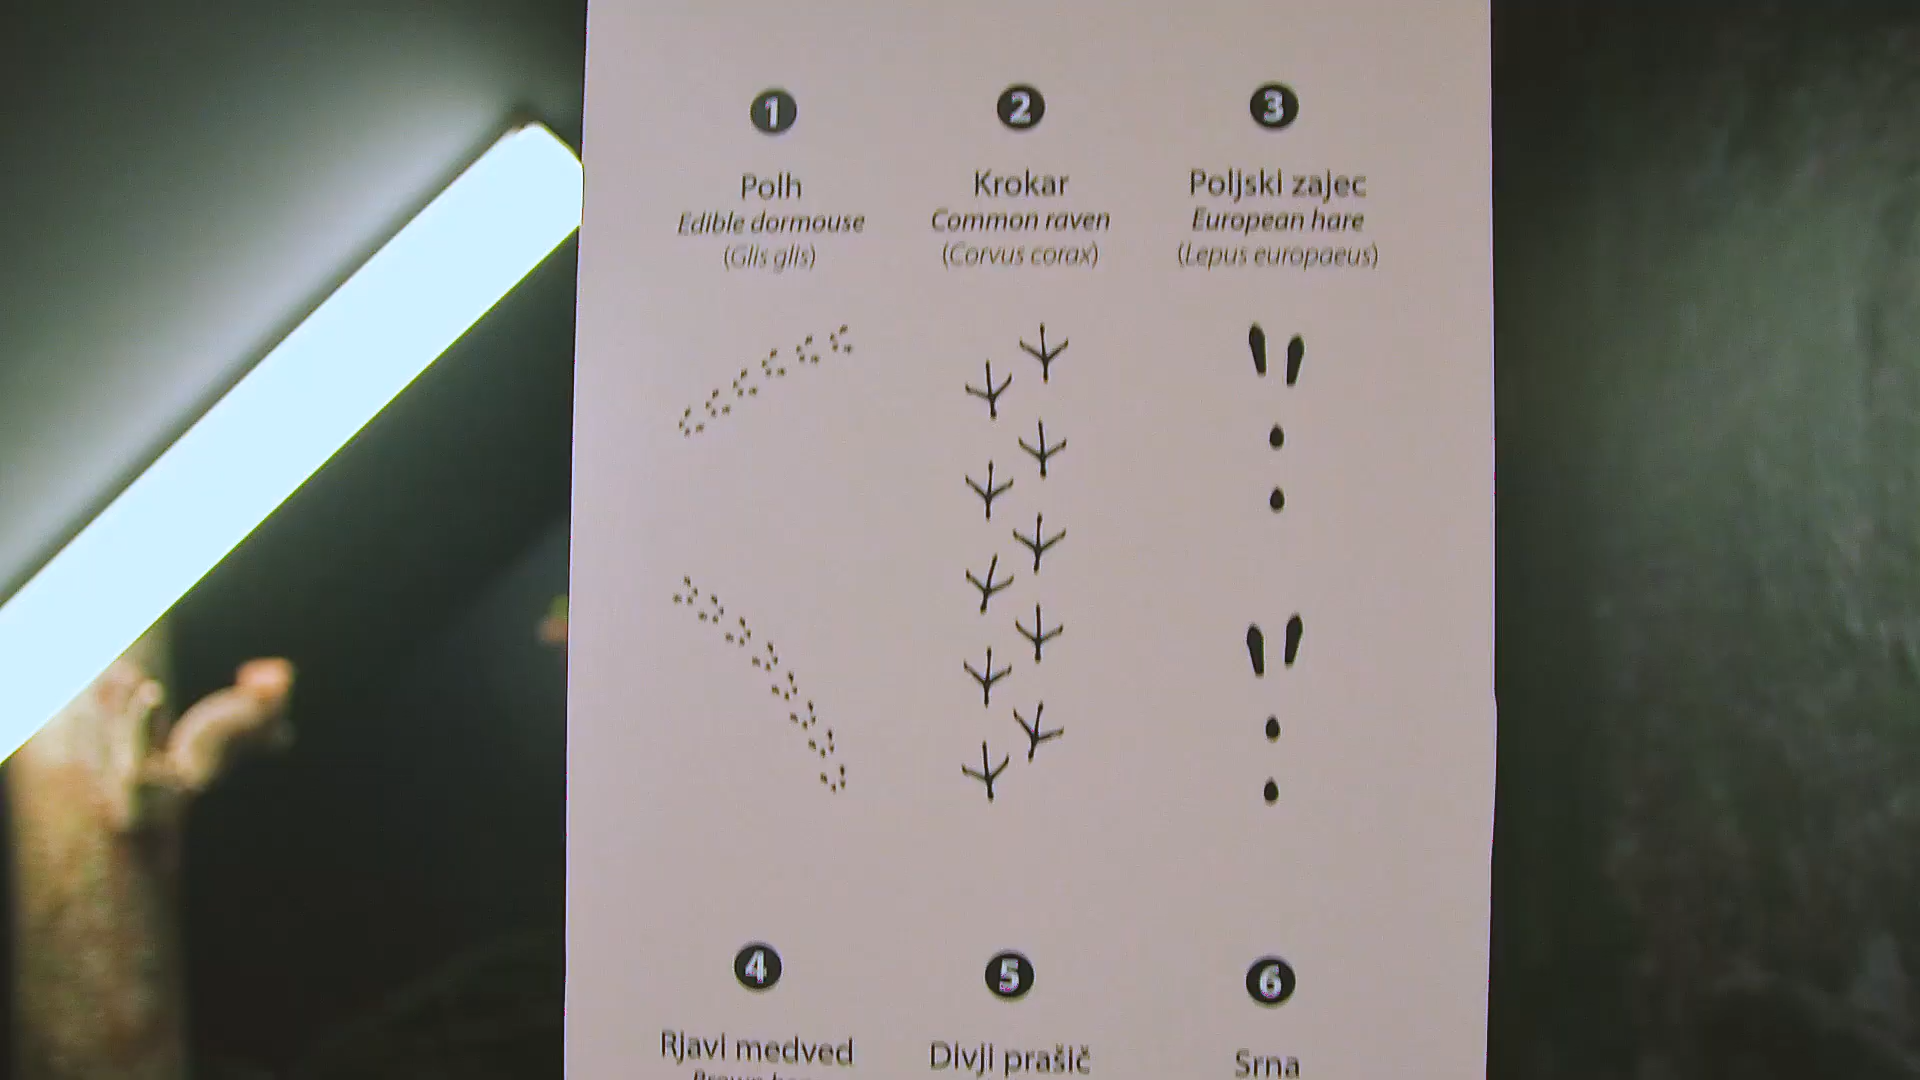 1 2 3
Polh Krokar Poljski zajec
Edible dormouse Common raven European hare
(Glis glis) (Corvus corax) (Lepus europaeus)
4 5 6
Rjavi medved Divji prašič Srna